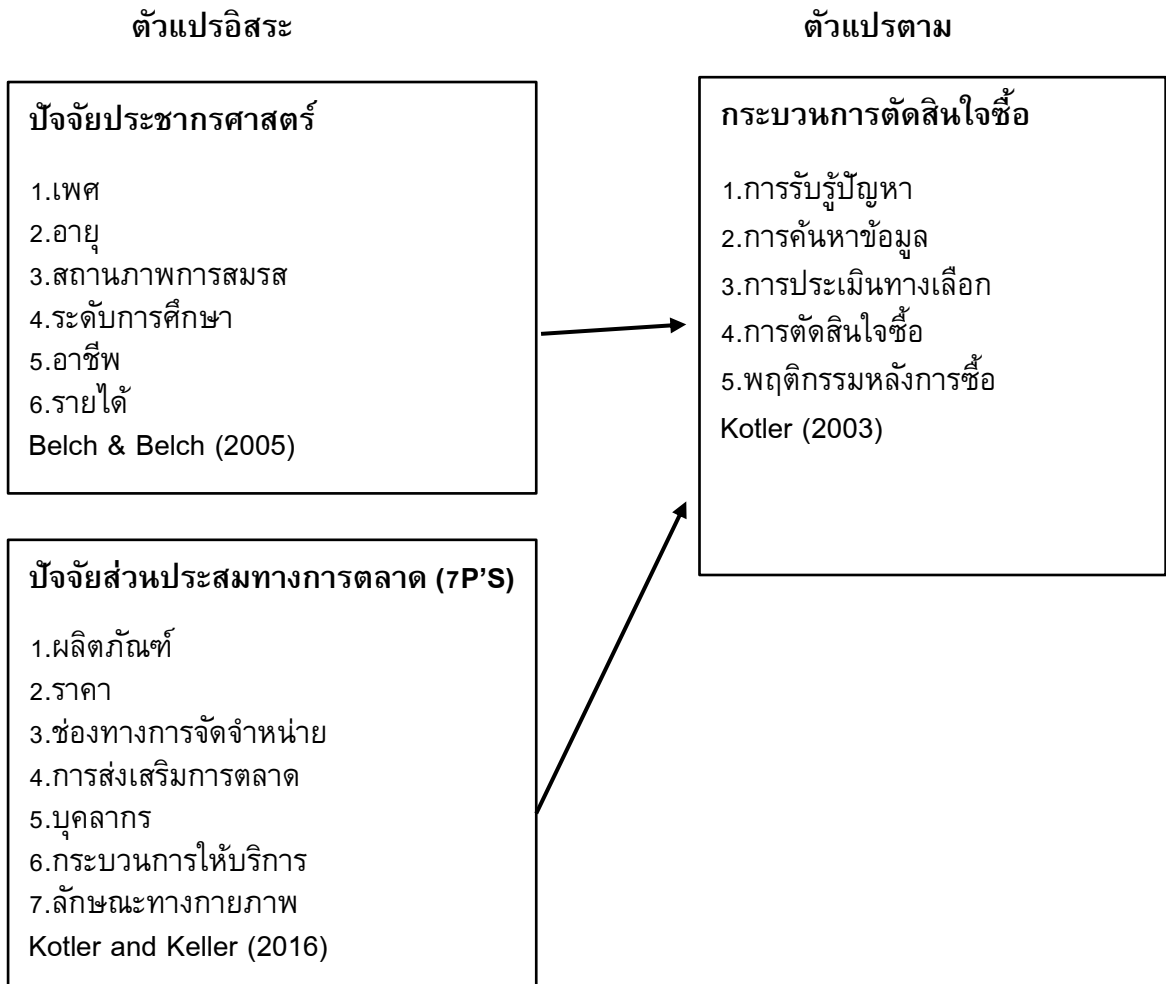 ตัวแปรอิสระ
ตัวแปรตาม
ปัจจัยประชากรศาสตร์
1.เพศ
2.อายุ
3.สถานภาพการสมรส
4.ระดับการศึกษา
5.อาชีพ
6.รายได้
Belch & Belch (2005)
กระบวนการตัดสินใจซื้อ
1.การรับรู้ปัญหา
2.การค้นหาข้อมูล
3.การประเมินทางเลือก
4.การตัดสินใจซื้อ
5.พฤติกรรมหลังการซื้อ
Kotler (2003)
ปัจจัยส่วนประสมทางการตลาด (7P’S)
1.ผลิตภัณฑ์
2.ราคา
3.ช่องทางการจัดจำหน่าย
4.การส่งเสริมการตลาด
5.บุคลากร
6.กระบวนการให้บริการ
7.ลักษณะทางกายภาพ
Kotler and Keller (2016)